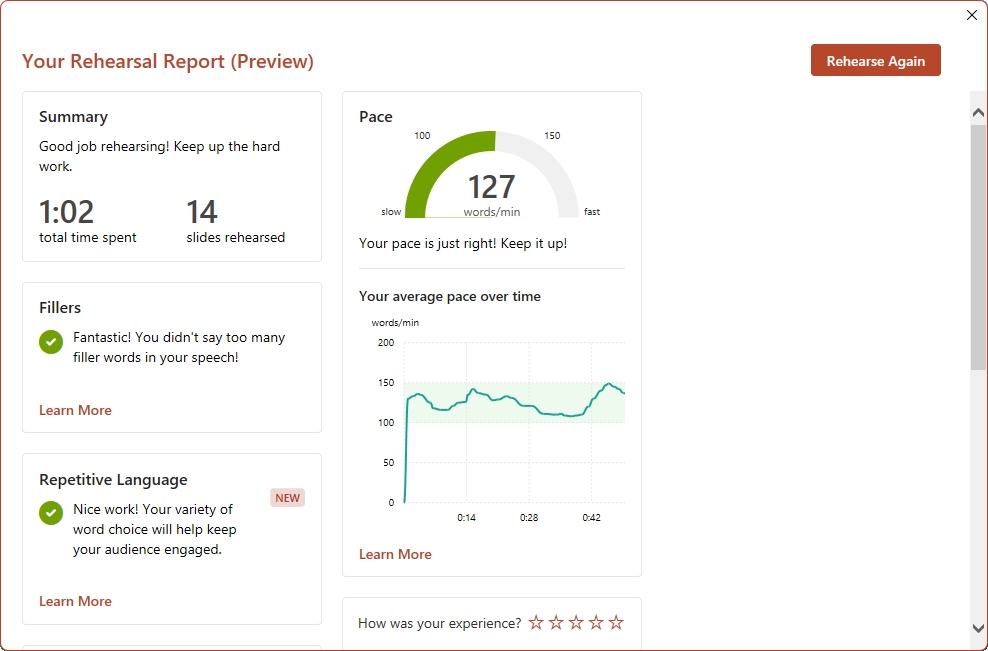 Your Rehearsal Report (Preview)
Rehearse Again
Summary
Good job rehearsing! Keep up the hard
work.
1:02
total time spent
14
slides rehearsed
Fillers
Fantastic! You didn't say too many
filler words in your speech!
Learn More
Repetitive Language
NEW
Nice work! Your variety of
word choice will help keep
your audience engaged.
Learn More
Pace
100
150
127
words/min
slow
fast
Your pace is just right! Keep it up!
Your average pace over time
words/min
200
150
100
50
0
0:14
0:28
0:42
Learn More
How was your experience?